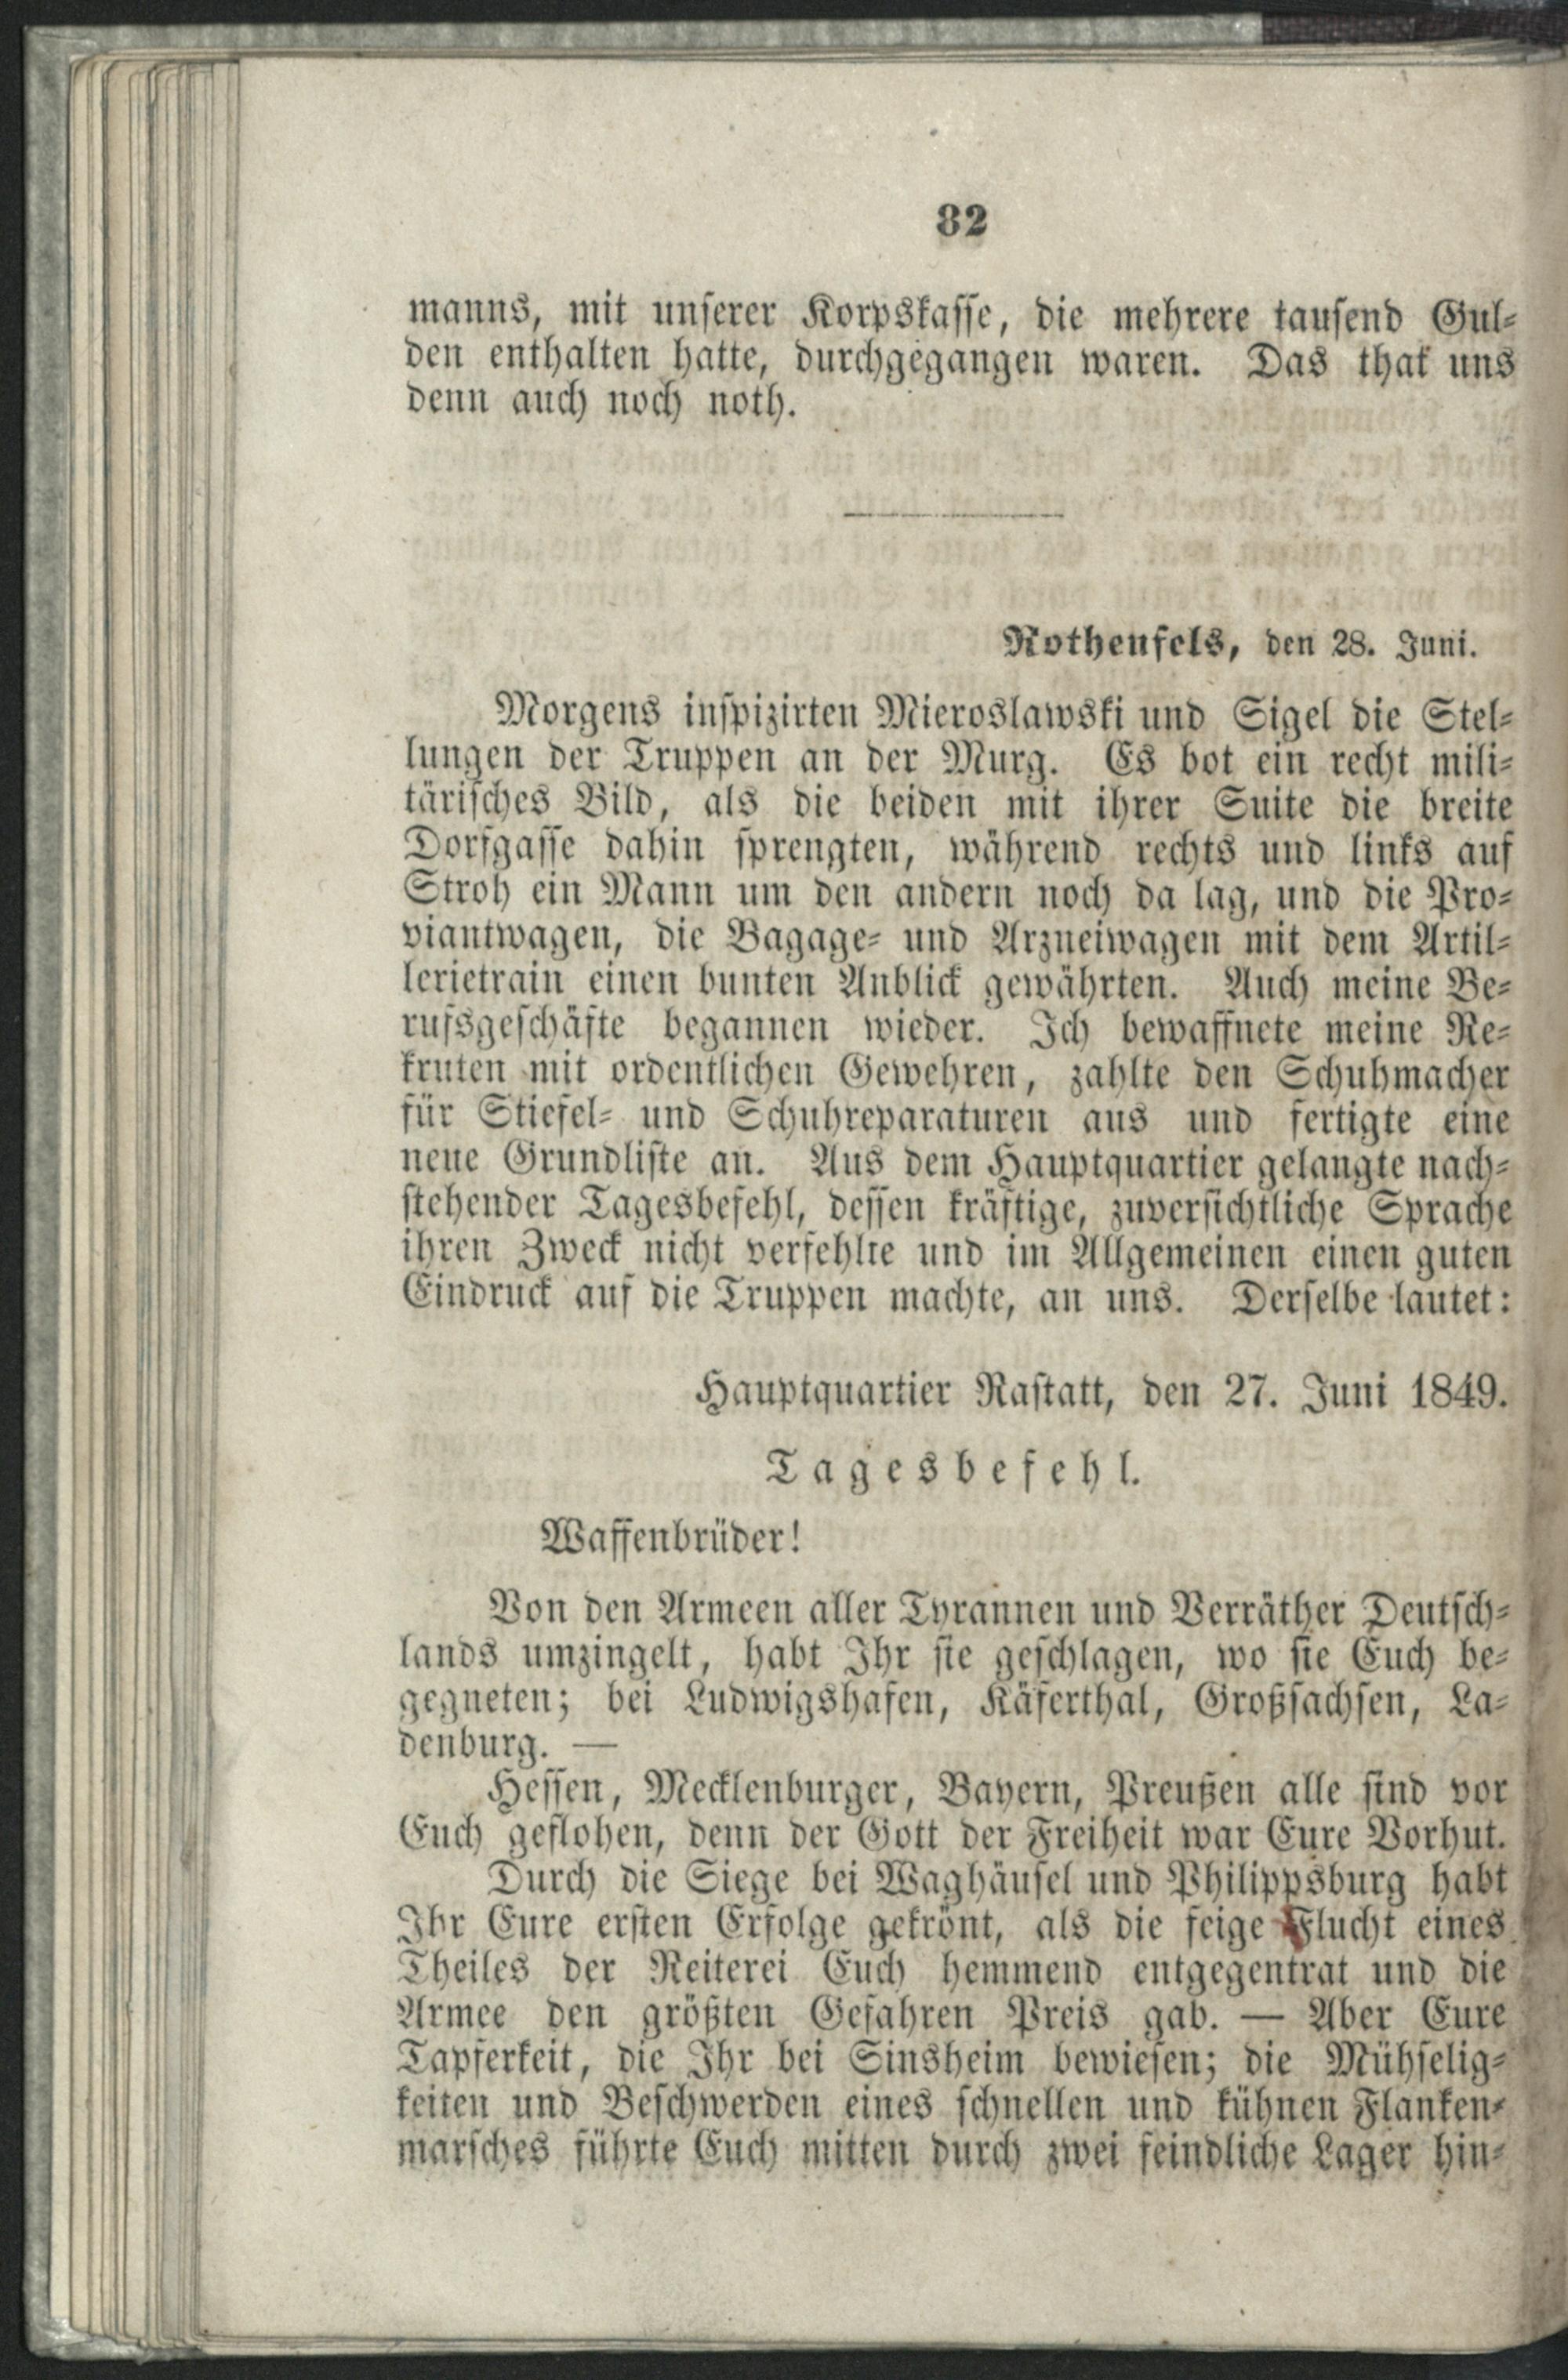 82
manns, mit unserer Korpskasse, die mehrere tausend Gul-
den enthalten hatte, durchgegangen waren. Das that uns
denn auch noch noth.
Rothenfels, den 28. Juni.
Morgens inspizirten Mieroslawski und Sigel die Stel-
lungen der Truppen an der Murg. Es bot ein recht mili-
tärisches Bild, als die beiden mit ihrer Suite die breite
Dorfgasse dahin sprengten, während rechts und links auf
Stroh ein Mann um den andern noch da lag, und die Pro-
viantwagen, die Bagage- und Arzneiwagen mit dem Artil-
lerietrain einen bunten Anblick gewährten. Auch meine Be-
rufsgeschäfte begannen wieder. Ich bewaffnete meine Re-
kruten mit ordentlichen Gewehren, zahlte den Schuhmacher
für Stiefel- und Schuhreparaturen aus und fertigte eine
neue Grundliste an. Aus dem Hauptquartier gelangte nach-
stehender Tagesbefehl, dessen kräftige, zuversichtliche Sprache
ihren Zweck nicht verfehlte und im Allgemeinen einen guten
Eindruck auf die Truppen machte, an uns. Derselbe lautet:
Hauptquartier Rastatt, den 27. Juni 1849.
Tagesbefehl.
Waffenbrüder!
Von den Armeen aller Tyrannen und Verräther Deutsch-
lands umzingelt, habt Ihr sie geschlagen, wo sie Euch be-
gegneten; bei Ludwigshafen, Käferthal, Großsachsen, La-
denburg. —
Hessen, Mecklenburger, Bayern, Preußen alle sind vor
Euch geflohen, denn der Gott der Freiheit war Eure Vorhut.
Durch die Siege bei Waghäusel und Philippsburg habt
Ihr Eure ersten Erfolge gekrönt, als die feige Flucht eines
Theiles der Reiterei Euch hemmend entgegentrat und die
Armee den größten Gefahren Preis gab. — Aber Eure
Tapferkeit, die Ihr bei Sinsheim bewiesen; die Mühselig-
keiten und Beschwerden eines schnellen und kühnen Flanken-
marsches führte Euch mitten durch zwei feindliche Lager hin-